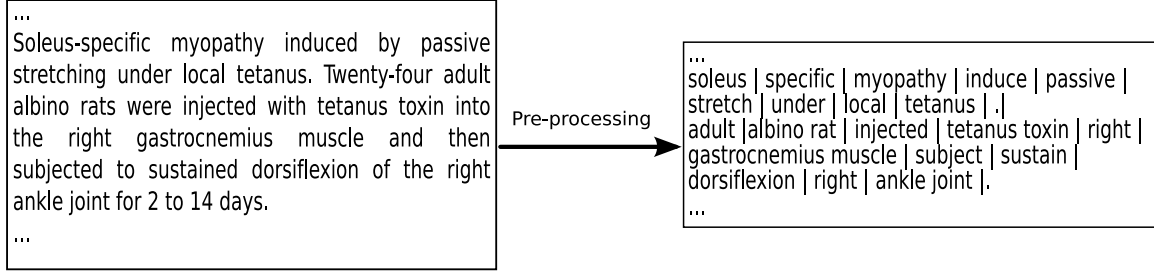 ...
Soleus-specific myopathy induced by passive
stretching under local tetanus. Twenty-four adult
albino rats were injected with tetanus toxin into
the right gastrocnemius muscle and then
subjected to sustained dorsiflexion of the right
ankle joint for 2 to 14 days.
...
Pre-processing
...
soleus | specific | myopathy | induce | passive |
stretch | under | local | tetanus | .|
adult |albino rat | injected | tetanus toxin | right |
gastrocnemius muscle | subject | sustain |
dorsiflexion | right | ankle joint |.
...